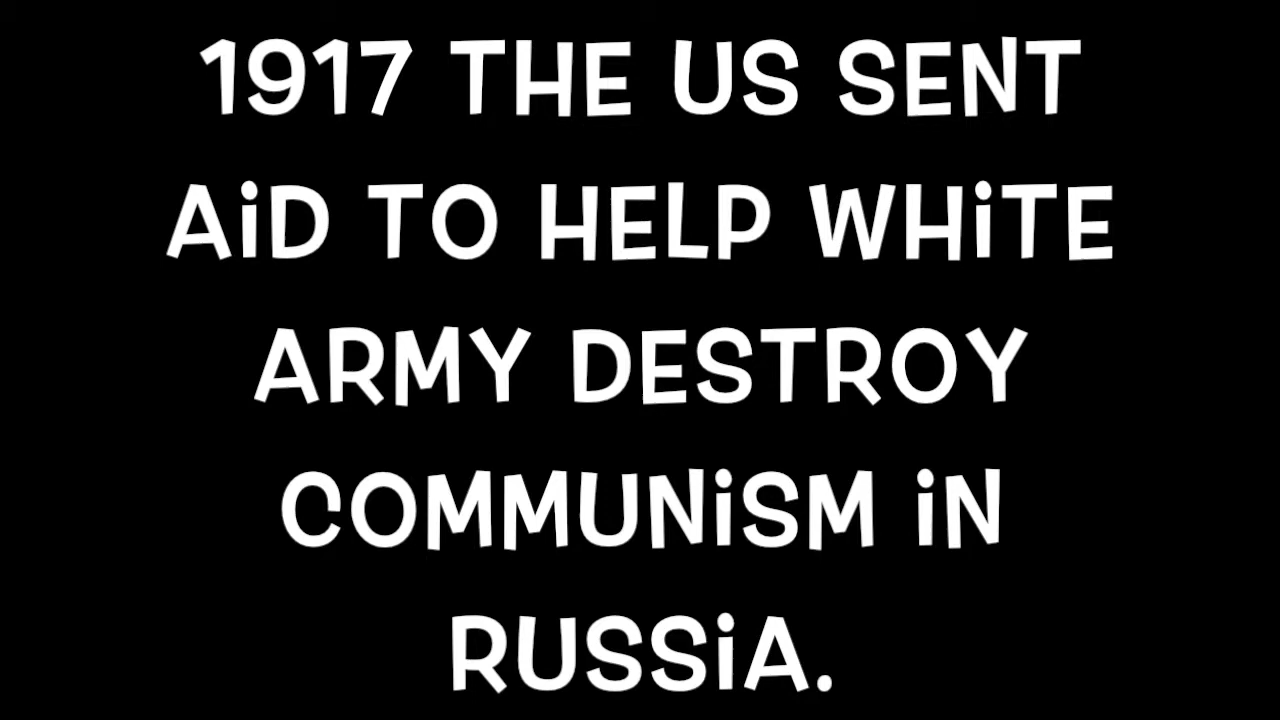 1917 THE US SENT
AiD TO HELP WHiTE
ARMY DESTROY
COMMUNiSM iN
RUSSiA.